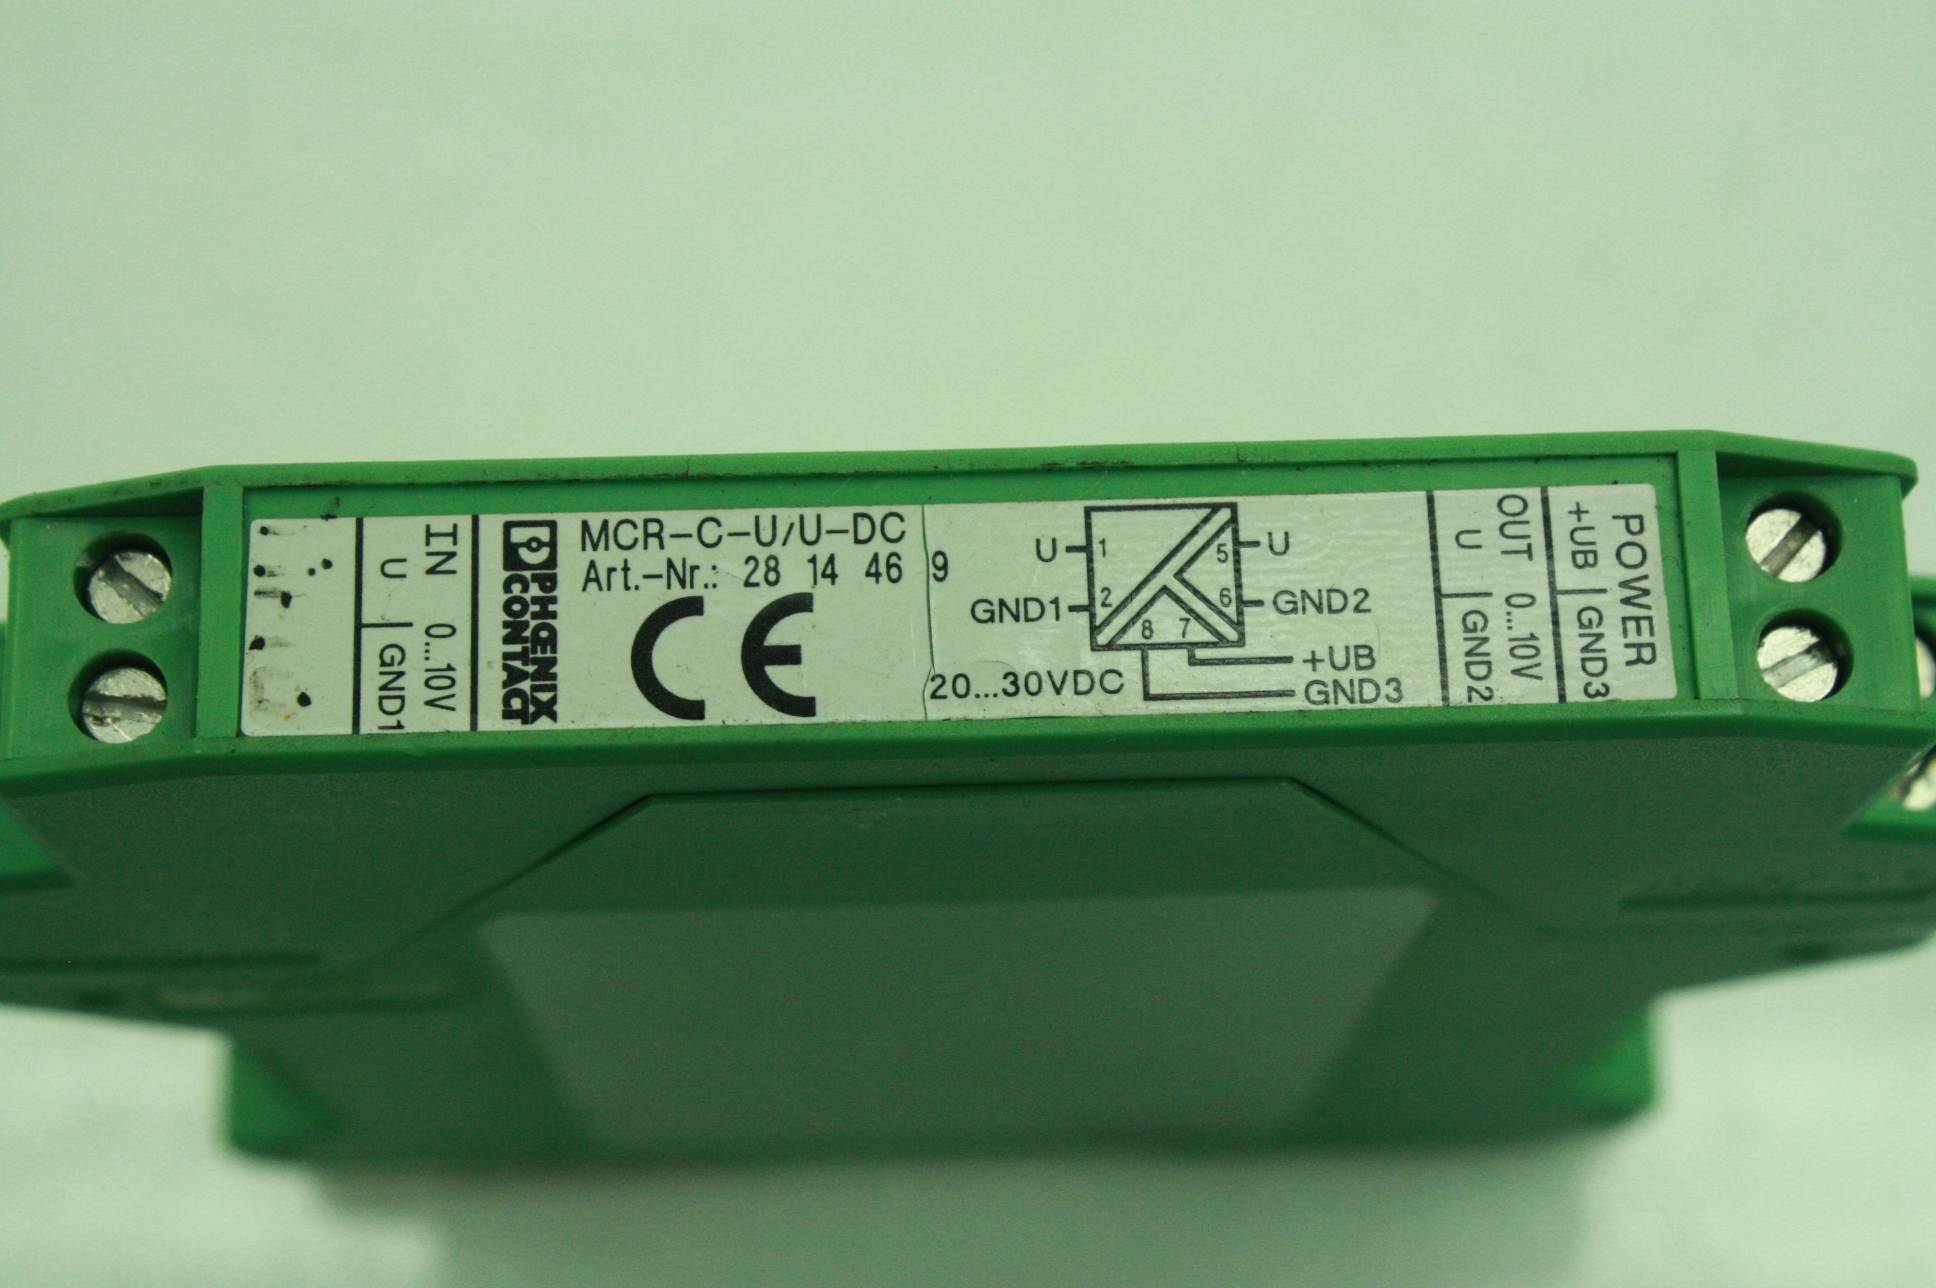 IN 0...10V
U | GND1
PHOENIX
CONTACT
MCR-C-U/U-DC
Art.-Nr.: 28 14 46 9
CE
U 1
GND1 2
5 U
6 GND2
8 7
+UB
GND3
20...30VDC
OUT 0...10V
U | GND2
POWER
+UB | GND3